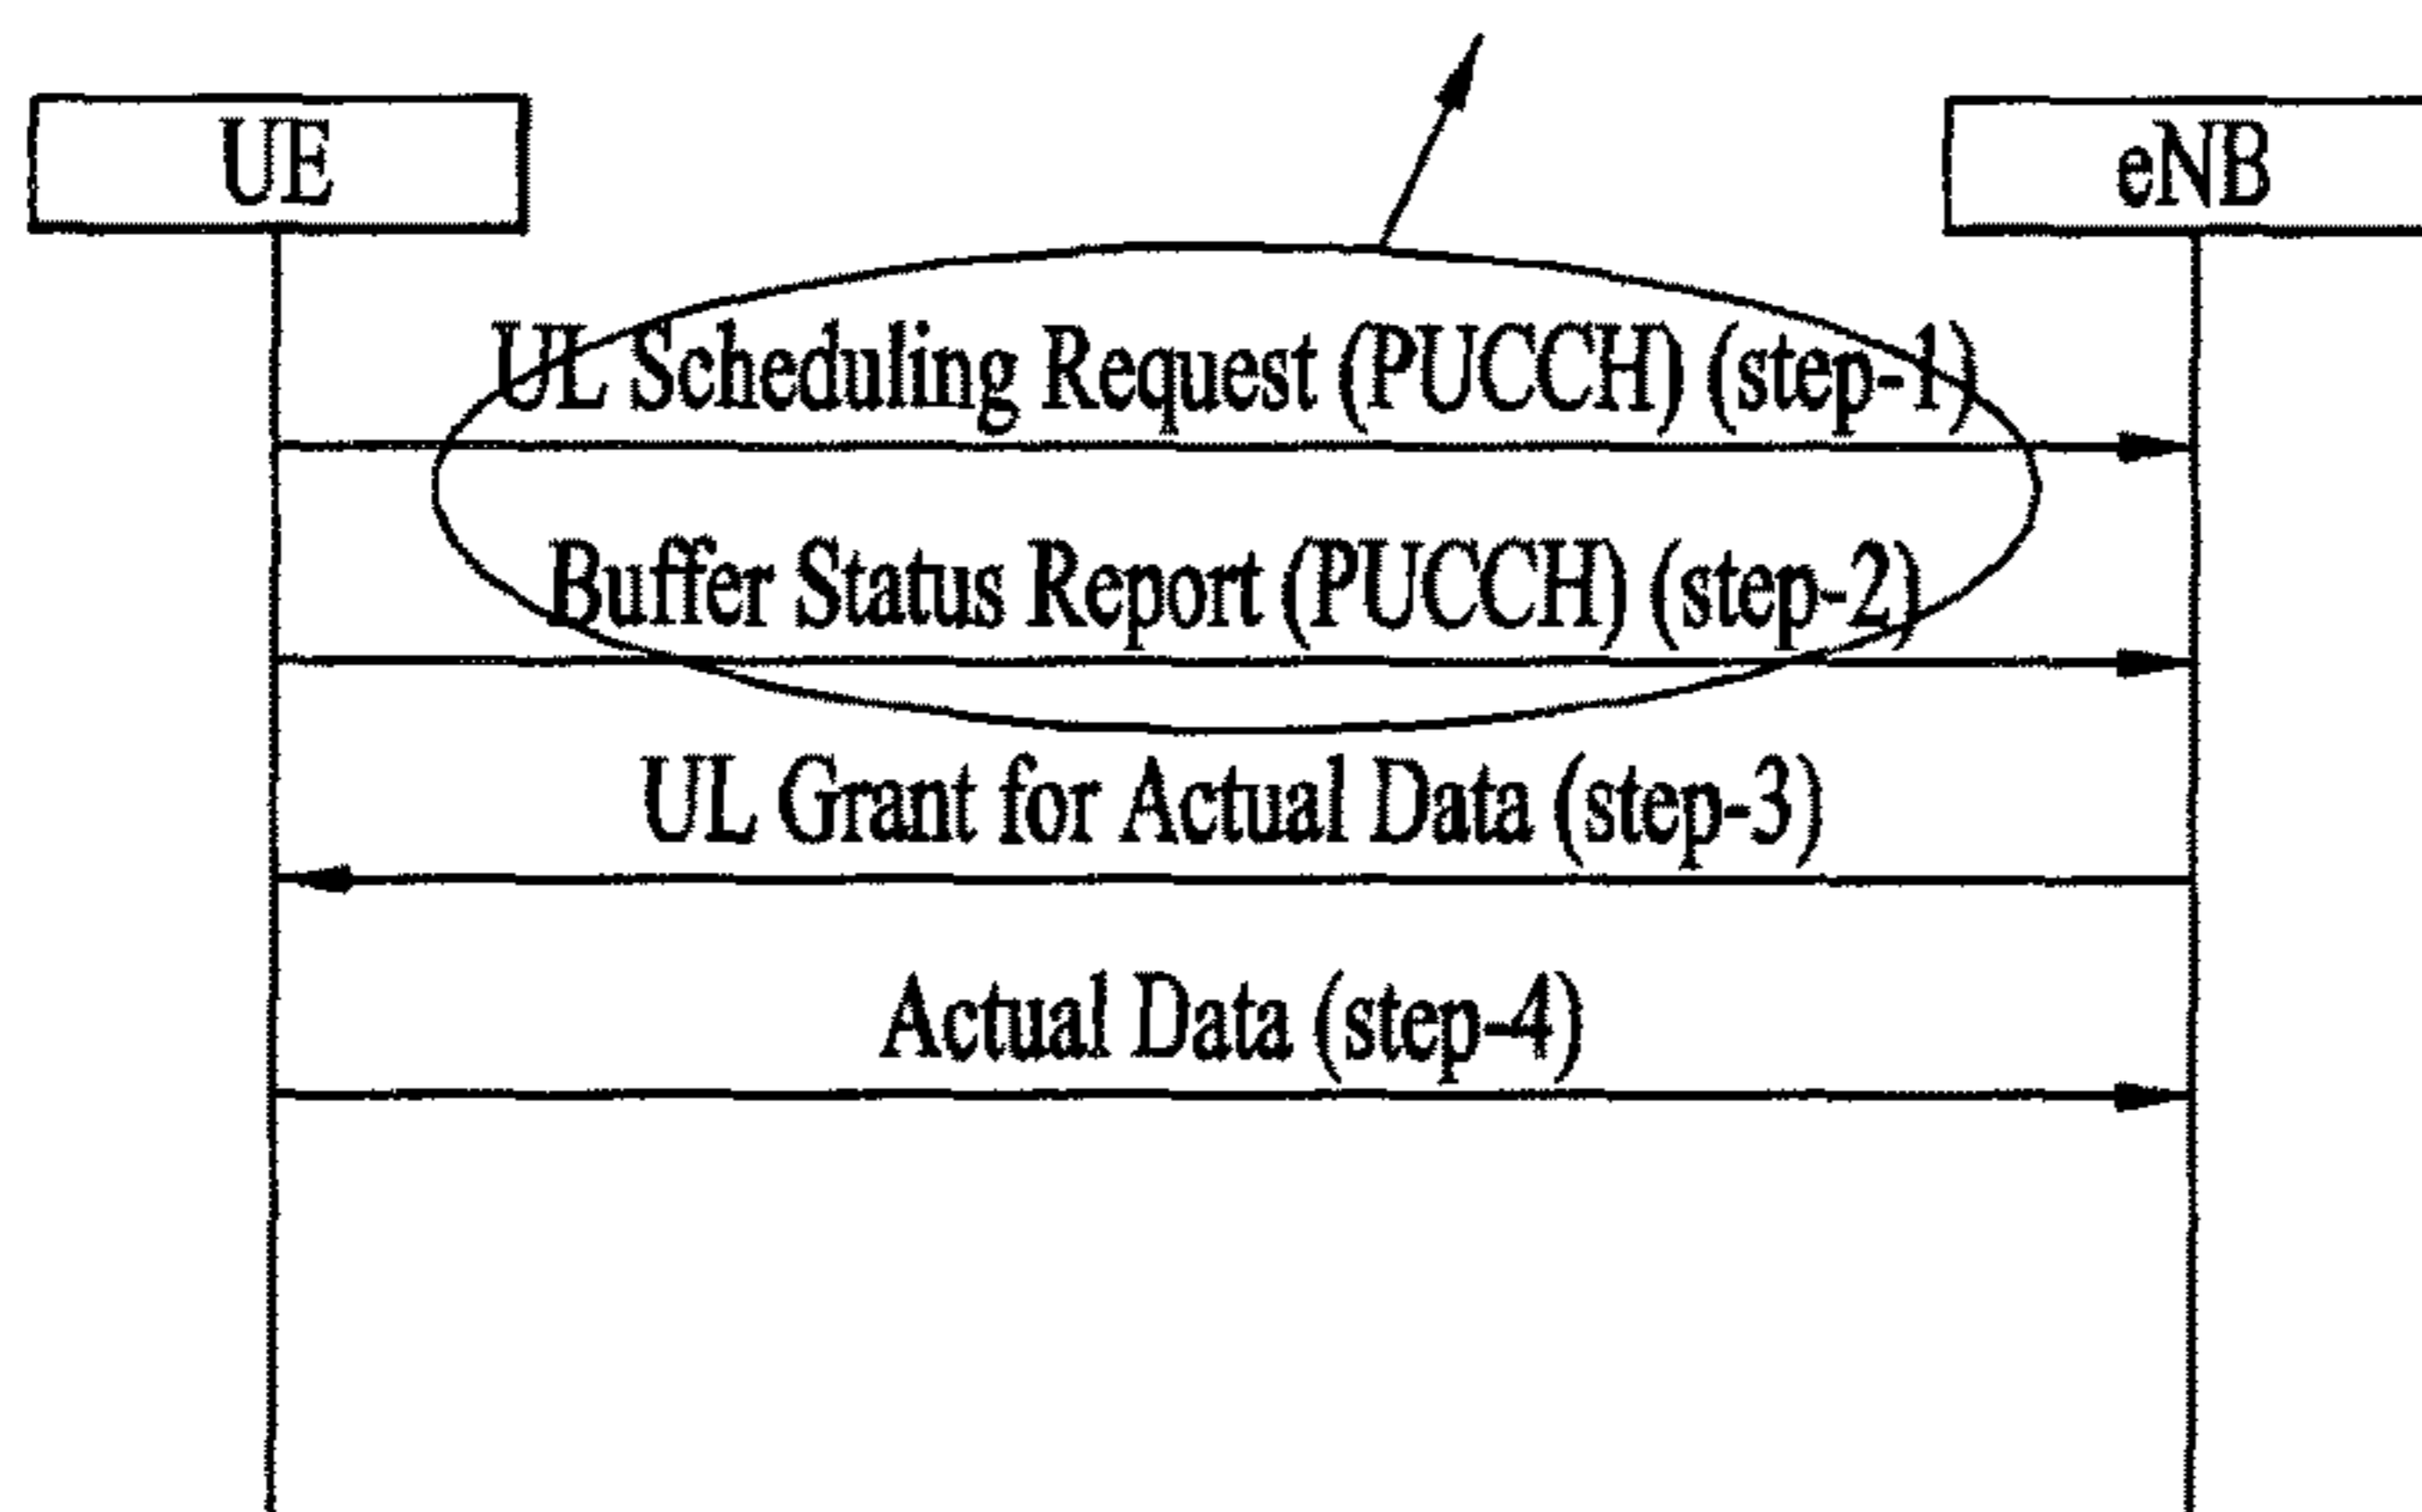 UE
eNB
UL Scheduling Request (PUCCH) (step-1)
Buffer Status Report (PUCCH) (step-2)
UL Grant for Actual Data (step-3)
Actual Data (step-4)